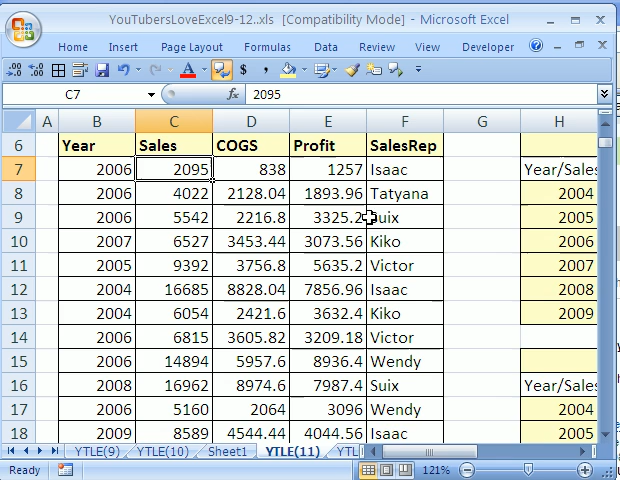 YouTubersLoveExcel9-12..xls [Compatibility Mode] - Microsoft Excel
Home Insert Page Layout Formulas Data Review View Developer
C7 fx 2095
A B C D E F G H
6 Year Sales COGS Profit SalesRep
7 2006 2095 838 1257 Isaac Year/Sales
8 2006 4022 2128.04 1893.96 Tatyana 2004
9 2006 5542 2216.8 3325.2 Suix 2005
10 2007 6527 3453.44 3073.56 Kiko 2006
11 2005 9392 3756.8 5635.2 Victor 2007
12 2004 16685 8828.04 7856.96 Isaac 2008
13 2004 6054 2421.6 3632.4 Kiko 2009
14 2006 6815 3605.82 3209.18 Victor
15 2006 14894 5957.6 8936.4 Wendy
16 2008 16962 8974.6 7987.4 Suix Year/Sales
17 2006 5160 2064 3096 Wendy 2004
18 2009 8589 4544.44 4044.56 Isaac 2005
YTLE(9) YTLE(10) Sheet1 YTLE(11) YTL
Ready 121%